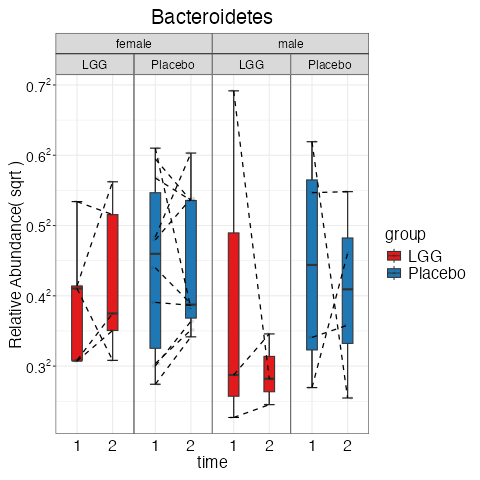 Bacteroidetes
female male
LGG Placebo LGG Placebo
Relative Abundance( sqrt )
0.7²
0.6²
0.5²
0.4²
0.3²
1 2 1 2 1 2 1 2
time
group
LGG
Placebo